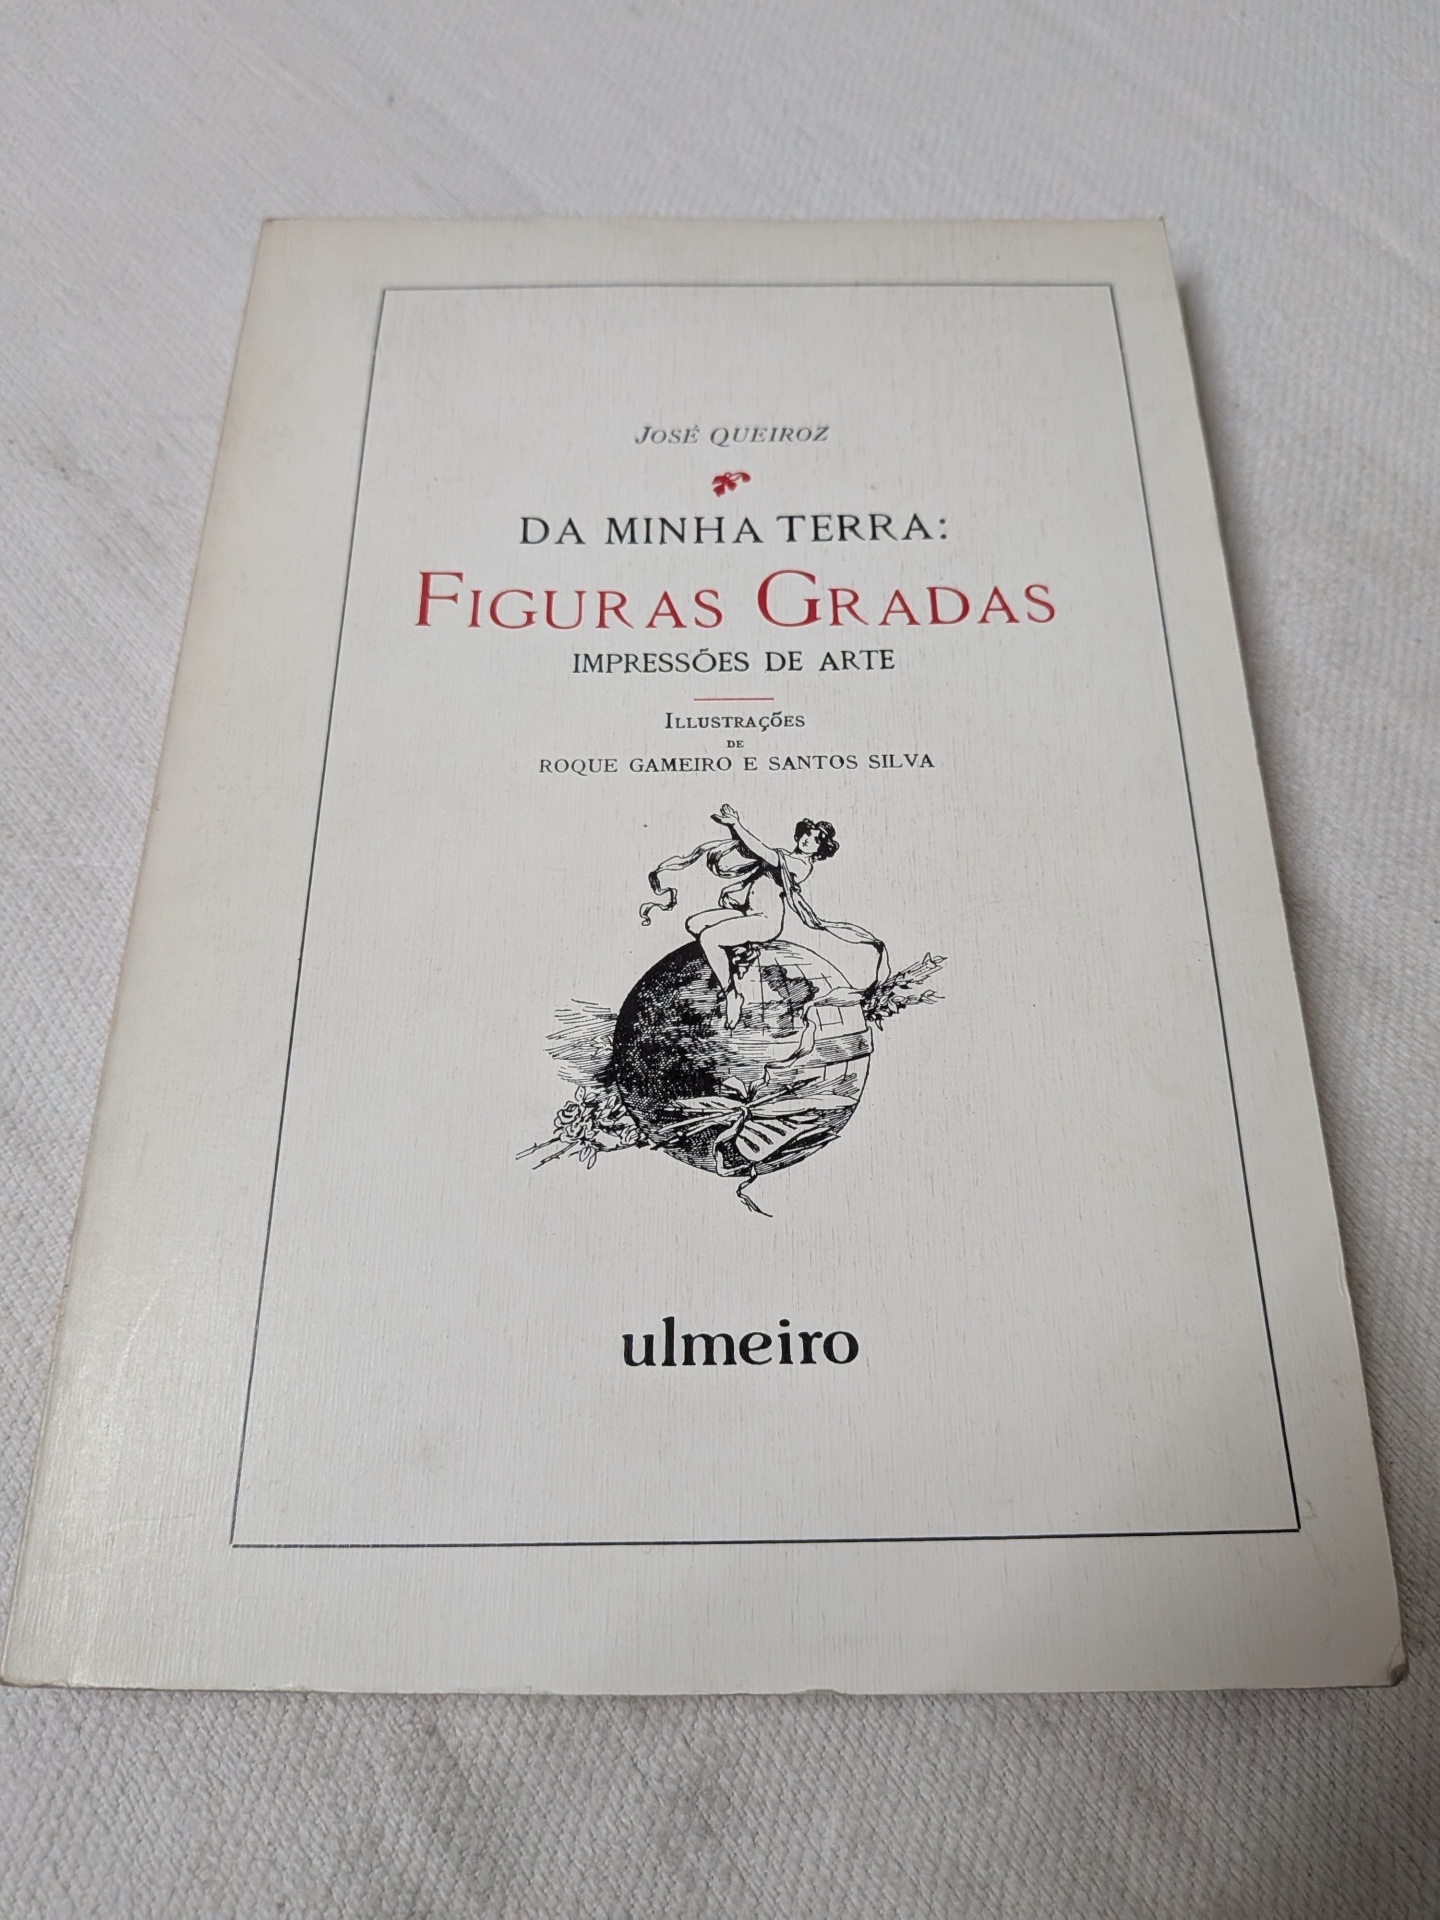 José Queiroz
DA MINHA TERRA:
FIGURAS GRADAS
IMPRESSÕES DE ARTE
ILLUSTRAÇÕES
DE
ROQUE GAMEIRO E SANTOS SILVA
ulmeiro